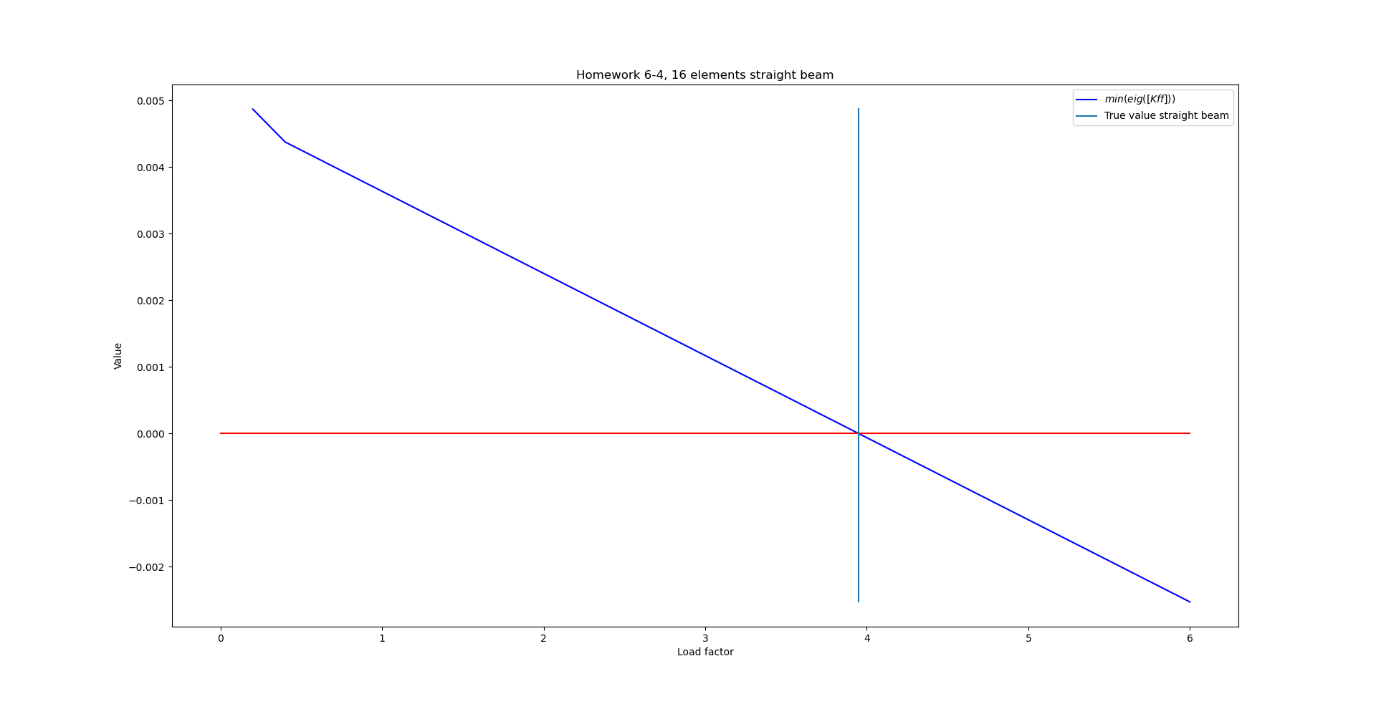 Homework 6-4, 16 elements straight beam
min(eig([Kff]))
True value straight beam
0.005
0.004
0.003
0.002
0.001
0.000
−0.001
−0.002
Value
0 1 2 3 4 5 6
Load factor